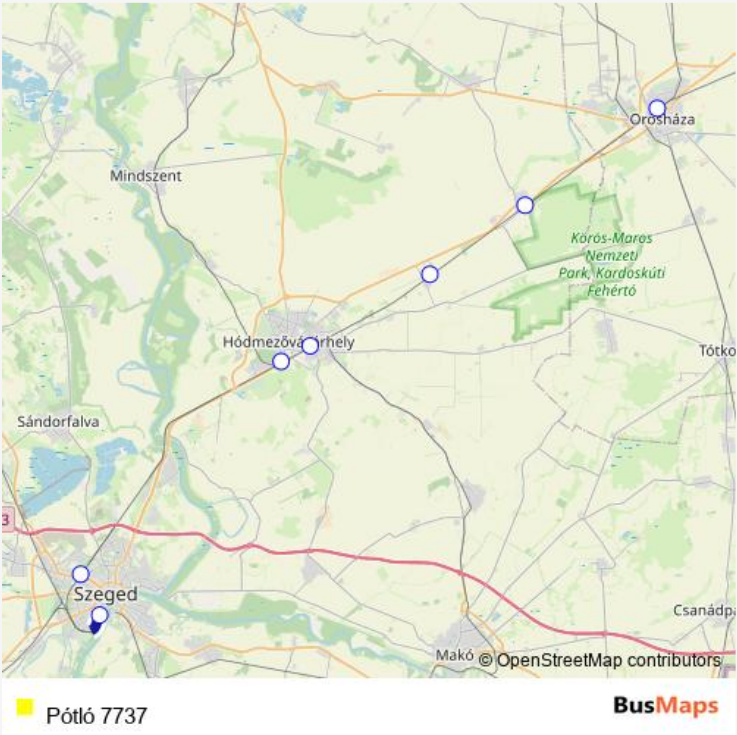 Orosháza
Mindszent
Körös-Maros
Nemzeti
Park, Kardoskúti
Fehértó
Hódmezővásárhely
Tótko
Sándorfalva
3
Szeged
Csanádpa
Makó
© OpenStreetMap contributors
Pótló 7737
BusMaps